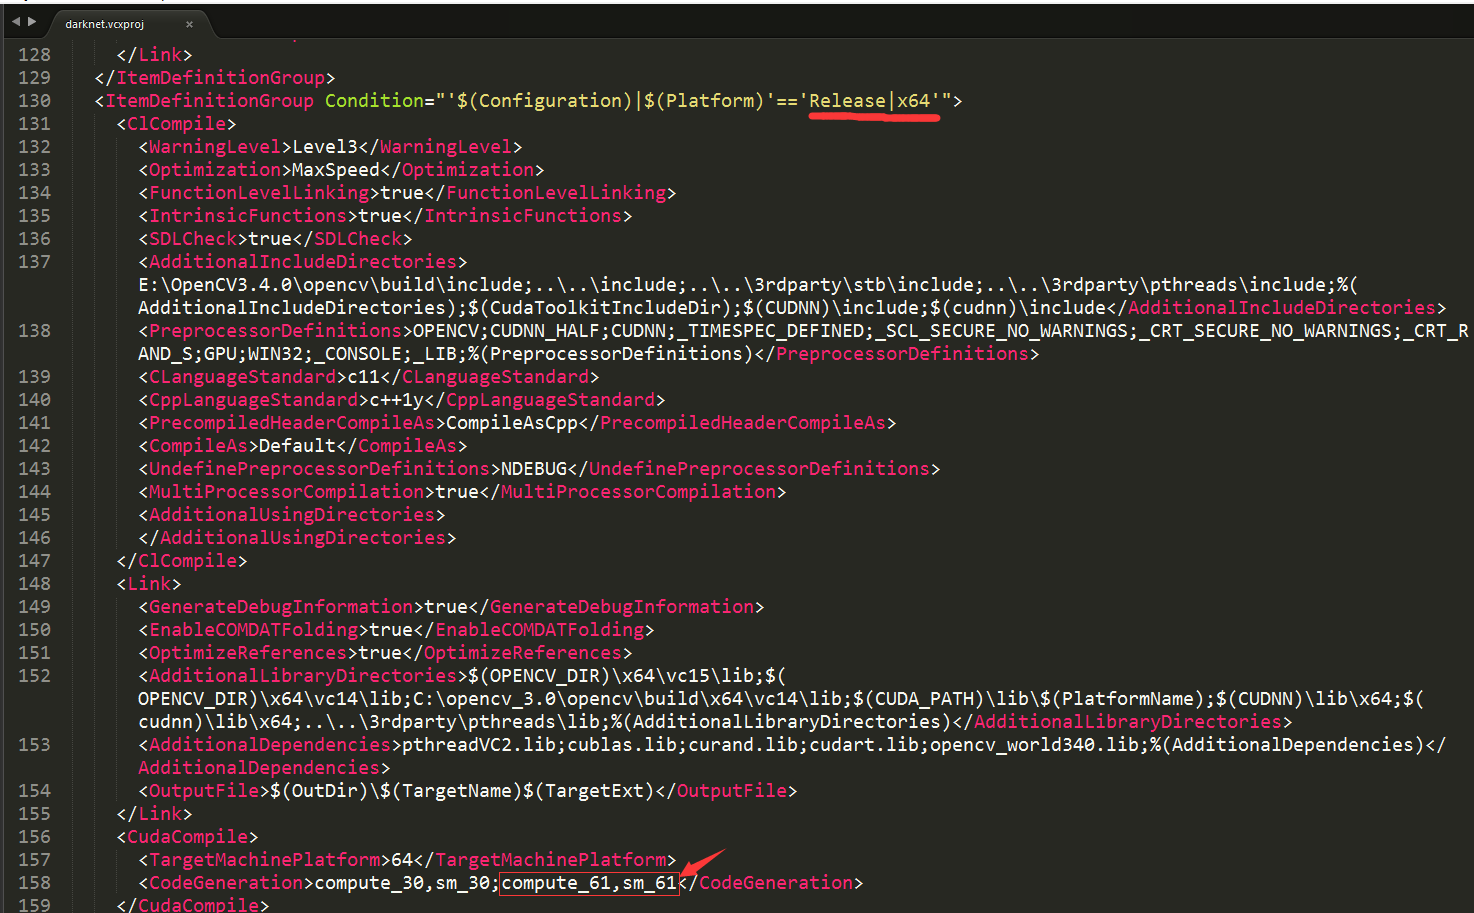 darknet.vcxproj ×
128 </Link>
129 </ItemDefinitionGroup>
130 <ItemDefinitionGroup Condition="'$(Configuration)|$(Platform)'=='Release|x64'">
131 <ClCompile>
132 <WarningLevel>Level3</WarningLevel>
133 <Optimization>MaxSpeed</Optimization>
134 <FunctionLevelLinking>true</FunctionLevelLinking>
135 <IntrinsicFunctions>true</IntrinsicFunctions>
136 <SDLCheck>true</SDLCheck>
137 <AdditionalIncludeDirectories>
E:\OpenCV3.4.0\opencv\build\include;..\..\include;..\..\3rdparty\stb\include;..\..\3rdparty\pthreads\include;%(
AdditionalIncludeDirectories);$(CudaToolkitIncludeDir);$(CUDNN)\include;$(cudnn)\include</AdditionalIncludeDirectories>
138 <PreprocessorDefinitions>OPENCV;CUDNN_HALF;CUDNN;_TIMESPEC_DEFINED;_SCL_SECURE_NO_WARNINGS;_CRT_SECURE_NO_WARNINGS;_CRT_R
AND_S;GPU;WIN32;_CONSOLE;_LIB;%(PreprocessorDefinitions)</PreprocessorDefinitions>
139 <CLanguageStandard>c11</CLanguageStandard>
140 <CppLanguageStandard>c++1y</CppLanguageStandard>
141 <PrecompiledHeaderCompileAs>CompileAsCpp</PrecompiledHeaderCompileAs>
142 <CompileAs>Default</CompileAs>
143 <UndefinePreprocessorDefinitions>NDEBUG</UndefinePreprocessorDefinitions>
144 <MultiProcessorCompilation>true</MultiProcessorCompilation>
145 <AdditionalUsingDirectories>
146 </AdditionalUsingDirectories>
147 </ClCompile>
148 <Link>
149 <GenerateDebugInformation>true</GenerateDebugInformation>
150 <EnableCOMDATFolding>true</EnableCOMDATFolding>
151 <OptimizeReferences>true</OptimizeReferences>
152 <AdditionalLibraryDirectories>$(OPENCV_DIR)\x64\vc15\lib;$(
OPENCV_DIR)\x64\vc14\lib;C:\opencv_3.0\opencv\build\x64\vc14\lib;$(CUDA_PATH)\lib\$(PlatformName);$(CUDNN)\lib\x64;$(
cudnn)\lib\x64;..\..\3rdparty\pthreads\lib;%(AdditionalLibraryDirectories)</AdditionalLibraryDirectories>
153 <AdditionalDependencies>pthreadVC2.lib;cublas.lib;curand.lib;cudart.lib;opencv_world340.lib;%(AdditionalDependencies)</
AdditionalDependencies>
154 <OutputFile>$(OutDir)\$(TargetName)$(TargetExt)</OutputFile>
155 </Link>
156 <CudaCompile>
157 <TargetMachinePlatform>64</TargetMachinePlatform>
158 <CodeGeneration>compute_30,sm_30;compute_61,sm_61</CodeGeneration>
159 </CudaCompile>